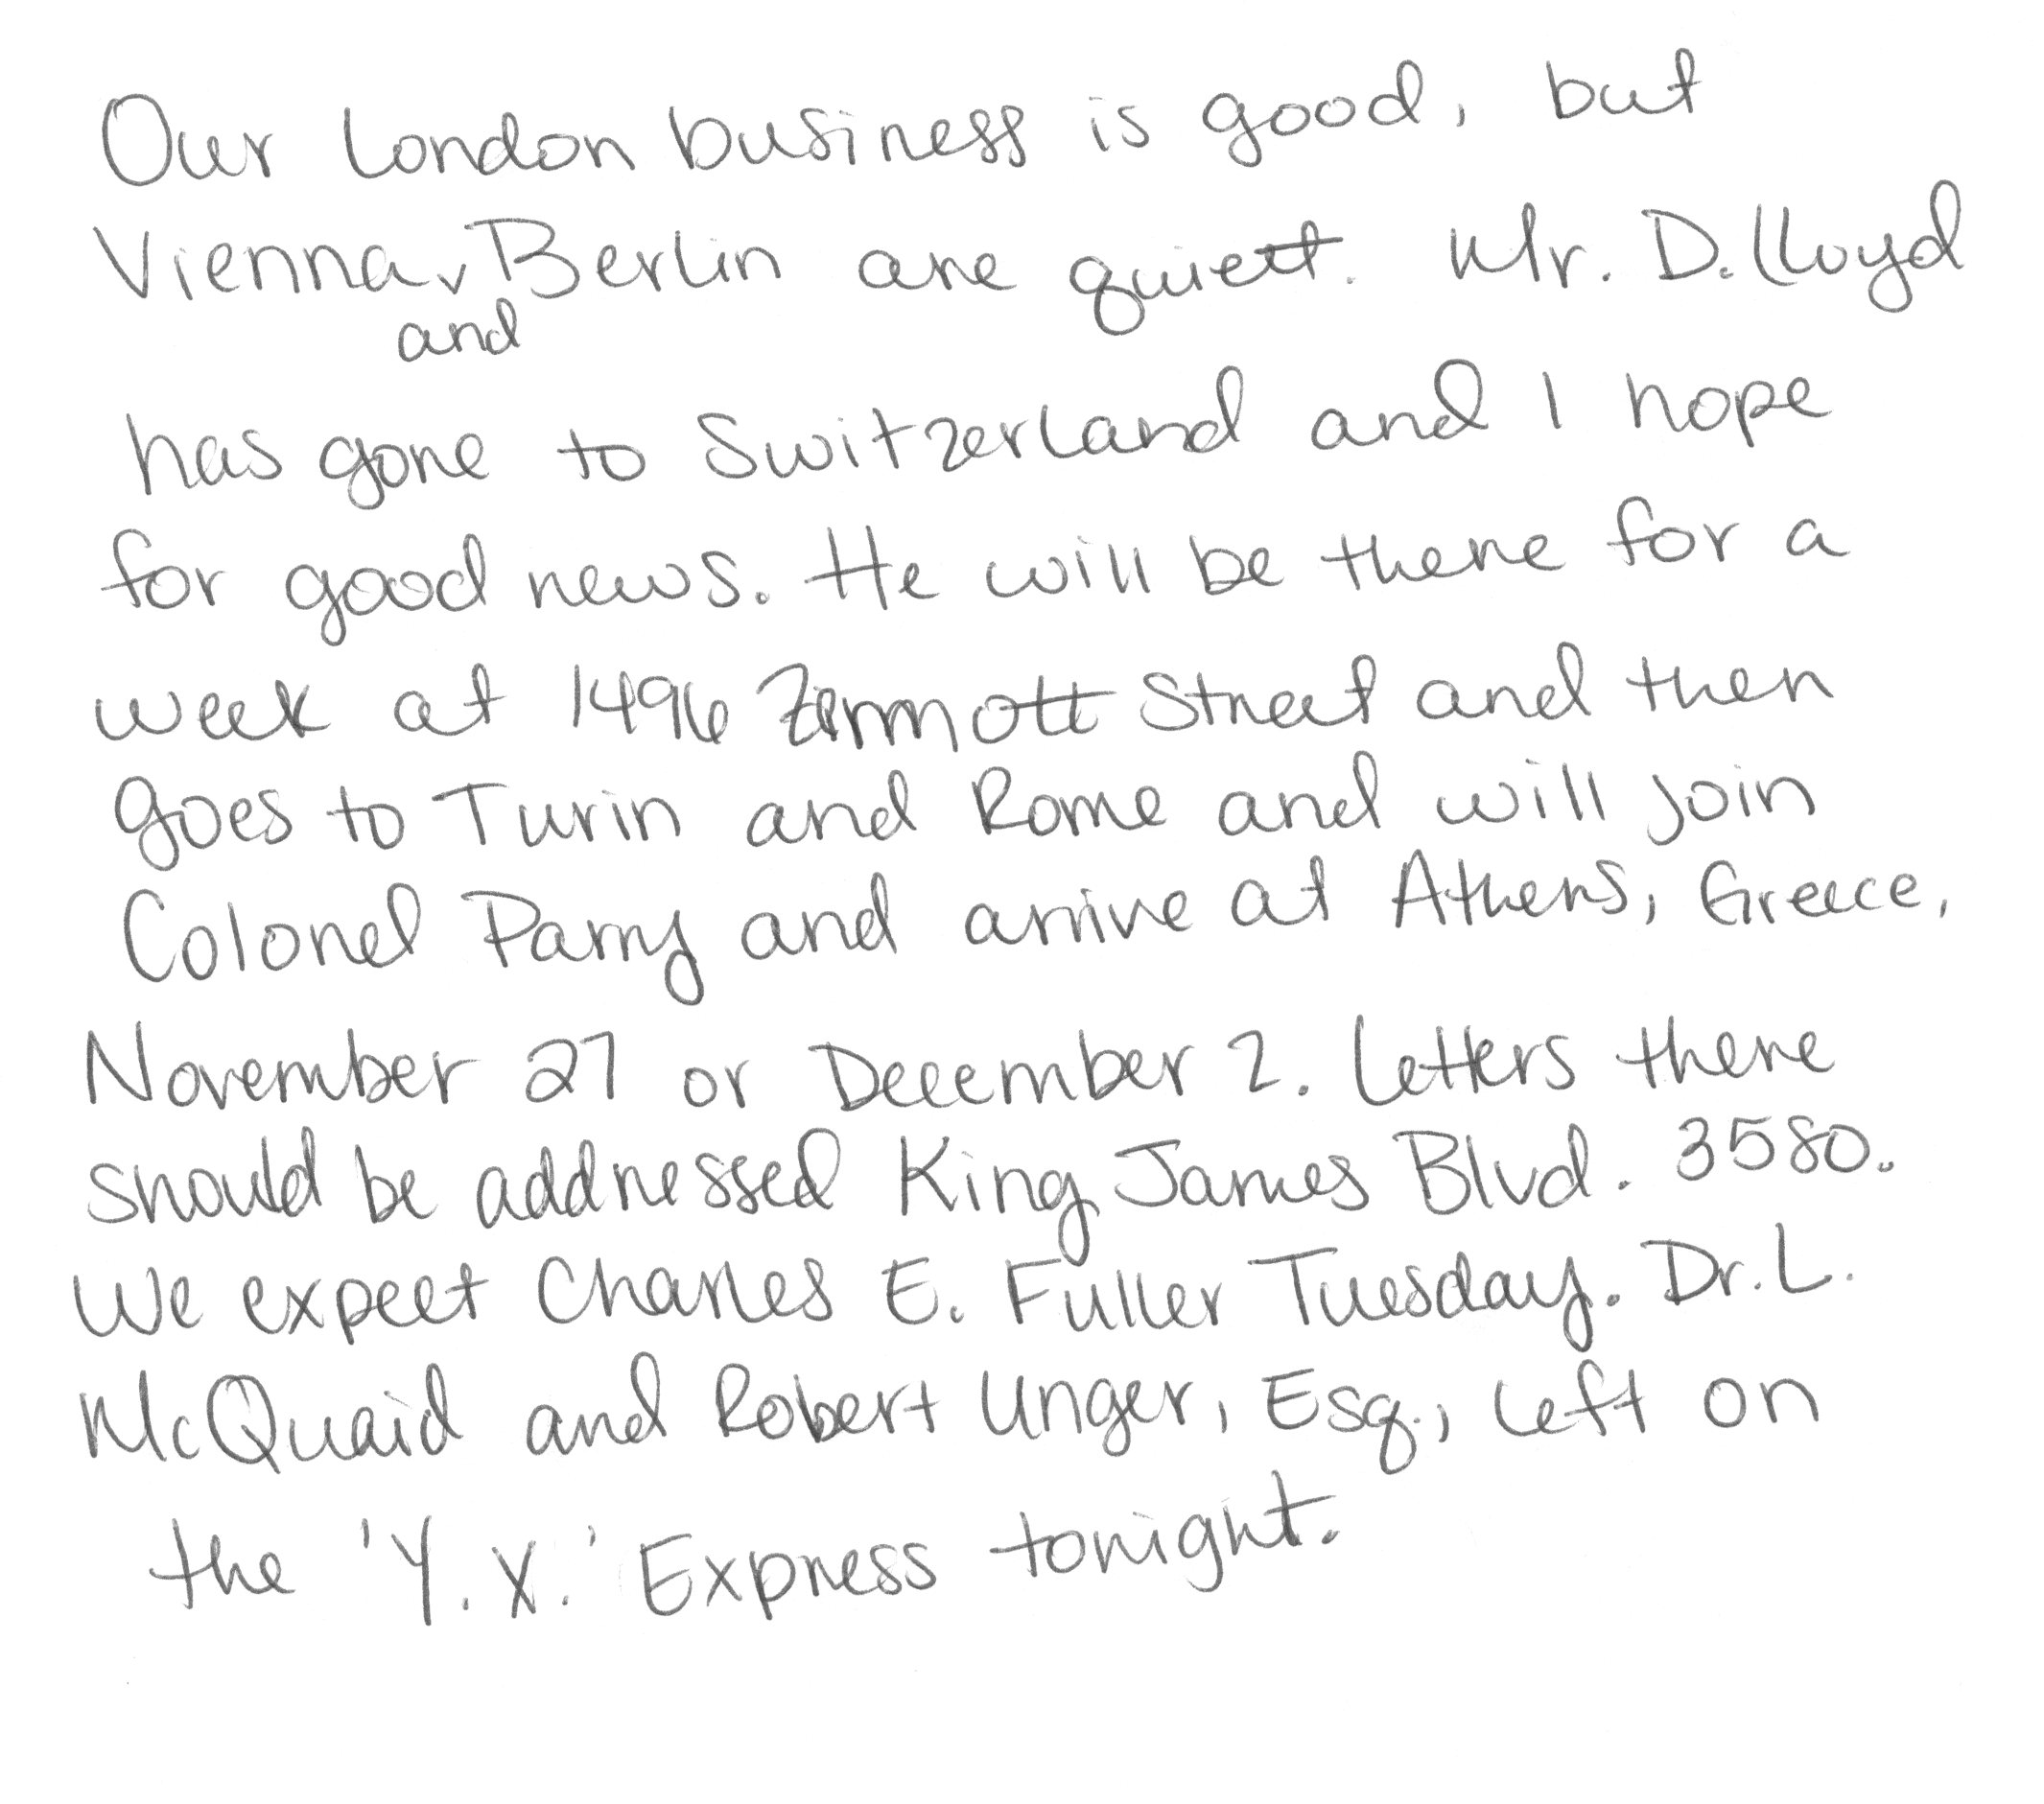 Our London business is good, but
Vienna and Berlin are quiett. Mr. D. Lloyd
has gone to Switzerland and I hope
for good news. He will be there for a
week at 1496 Zermott Street and then
goes to Turin and Rome and will join
Colonel Parry and arrive at Athens, Greece,
November 27 or December 2. Letters there
should be addressed King James Blvd. 3580.
We expect Charles E. Fuller Tuesday. Dr. L.
McQuaid and Robert Unger, Esq., left on
the 'Y.X.' Express tonight.